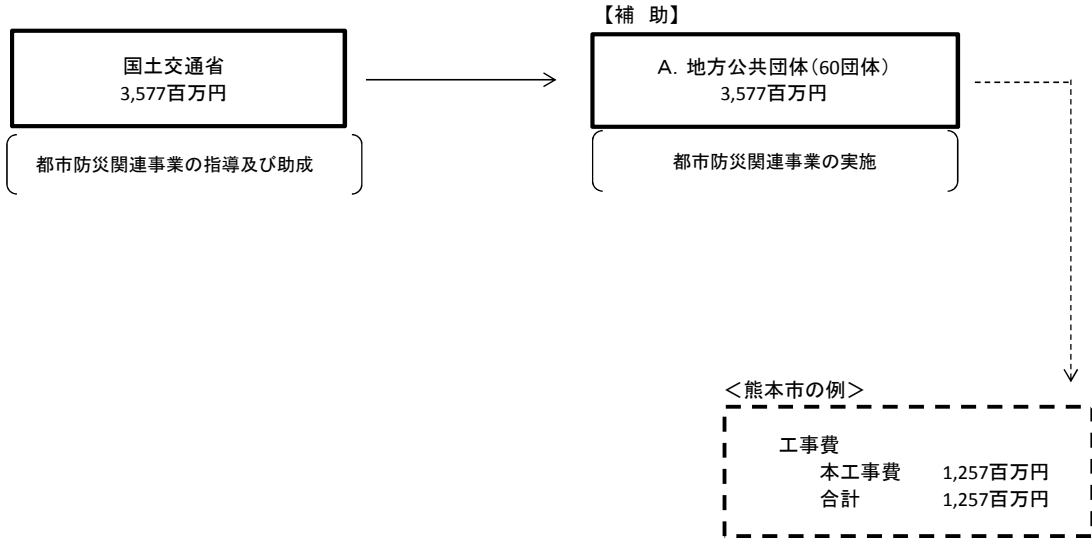 【補 助】
国土交通省
3,577百万円
A. 地方公共団体(60団体)
3,577百万円
都市防災関連事業の指導及び助成
都市防災関連事業の実施
<熊本市の例>
工事費
本工事費 1,257百万円
合計 1,257百万円